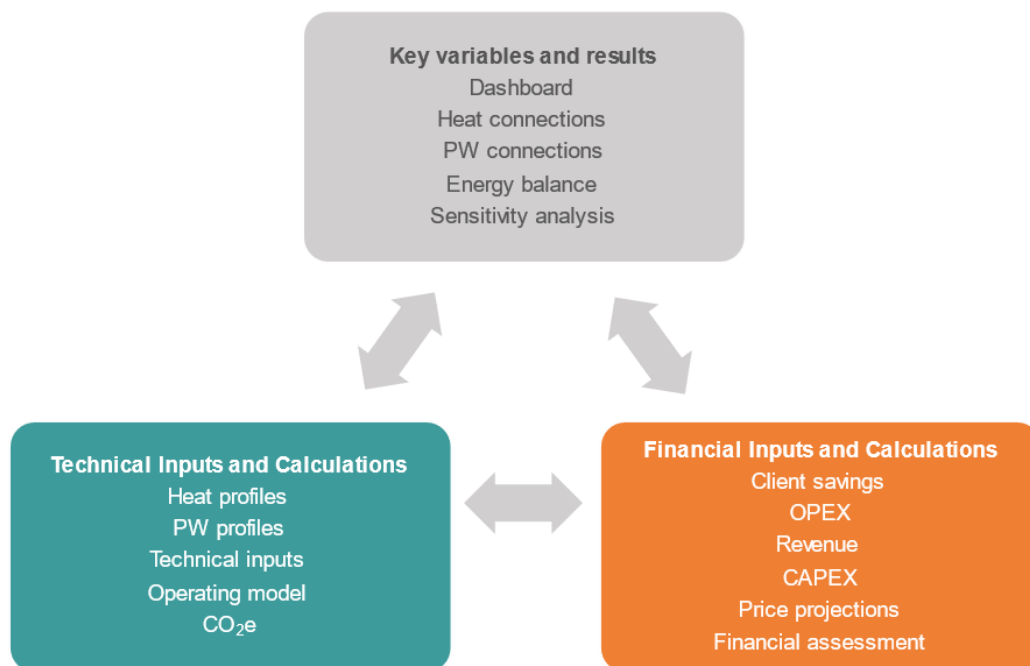 Key variables and results
Dashboard
Heat connections
PW connections
Energy balance
Sensitivity analysis
Technical Inputs and Calculations
Heat profiles
PW profiles
Technical inputs
Operating model
CO₂e
Financial Inputs and Calculations
Client savings
OPEX
Revenue
CAPEX
Price projections
Financial assessment